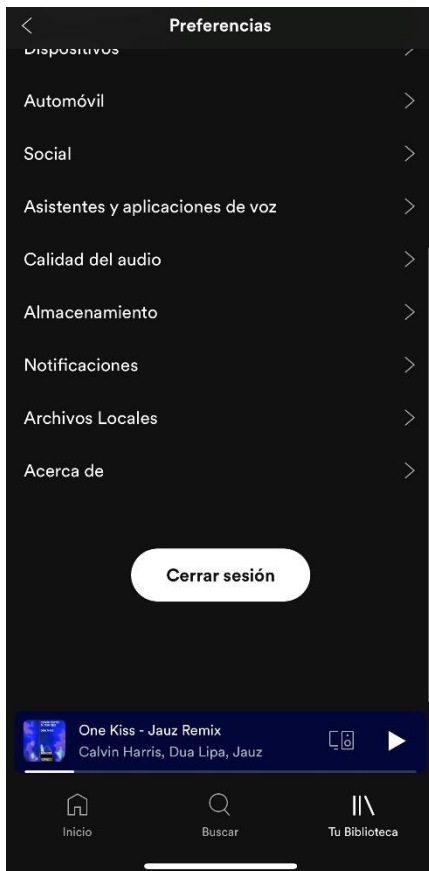 Preferencias
Dispositivos
Automóvil
Social
Asistentes y aplicaciones de voz
Calidad del audio
Almacenamiento
Notificaciones
Archivos Locales
Acerca de
Cerrar sesión
One Kiss - Jauz Remix
Calvin Harris, Dua Lipa, Jauz
Inicio
Buscar
Tu Biblioteca